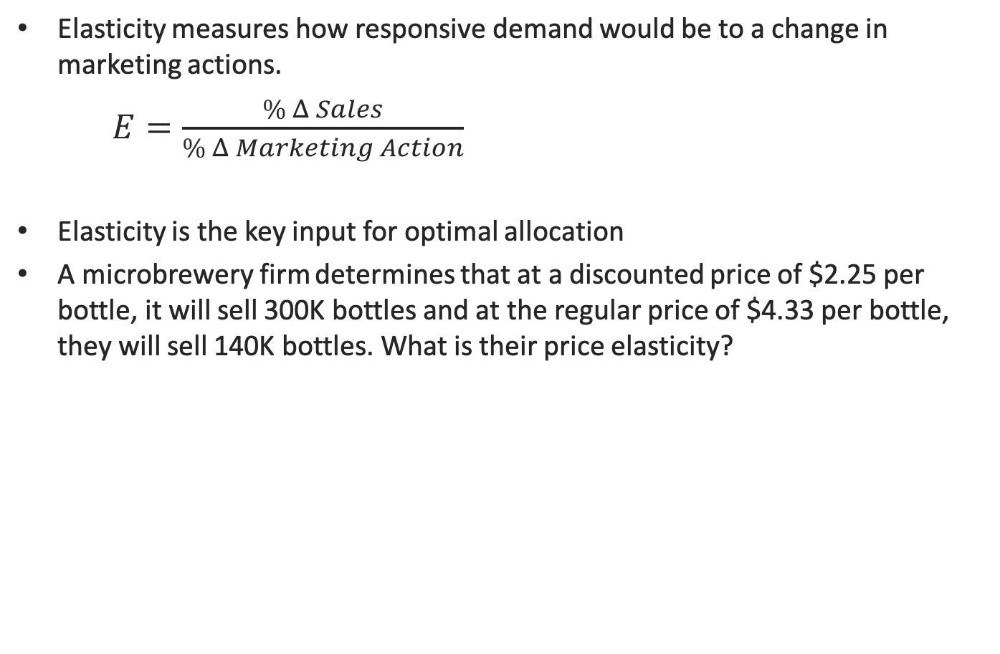 • Elasticity measures how responsive demand would be to a change in
marketing actions.
E = % Δ Sales / % Δ Marketing Action
• Elasticity is the key input for optimal allocation
• A microbrewery firm determines that at a discounted price of $2.25 per
bottle, it will sell 300K bottles and at the regular price of $4.33 per bottle,
they will sell 140K bottles. What is their price elasticity?